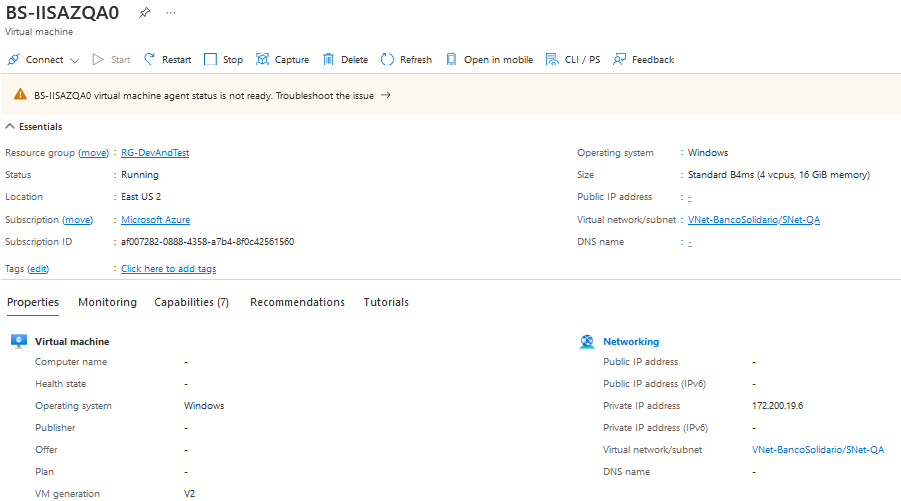 BS-IISAZQA0
...
Virtual machine
Connect Start Restart Stop Capture Delete Refresh Open in mobile CLI / PS Feedback
BS-IISAZQA0 virtual machine agent status is not ready. Troubleshoot the issue →
Essentials
Resource group (move) : RG-DevAndTest
Status : Running
Location : East US 2
Subscription (move) : Microsoft Azure
Subscription ID : af007282-0888-4358-a7b4-8f0c42561560
Tags (edit) : Click here to add tags
Operating system : Windows
Size : Standard B4ms (4 vcpus, 16 GiB memory)
Public IP address : -
Virtual network/subnet : VNet-BancoSolidario/SNet-QA
DNS name : -
Properties Monitoring Capabilities (7) Recommendations Tutorials
Virtual machine
Computer name -
Health state -
Operating system Windows
Publisher -
Offer -
Plan -
VM generation V2
Networking
Public IP address -
Public IP address (IPv6) -
Private IP address 172.200.19.6
Private IP address (IPv6) -
Virtual network/subnet VNet-BancoSolidario/SNet-QA
DNS name -